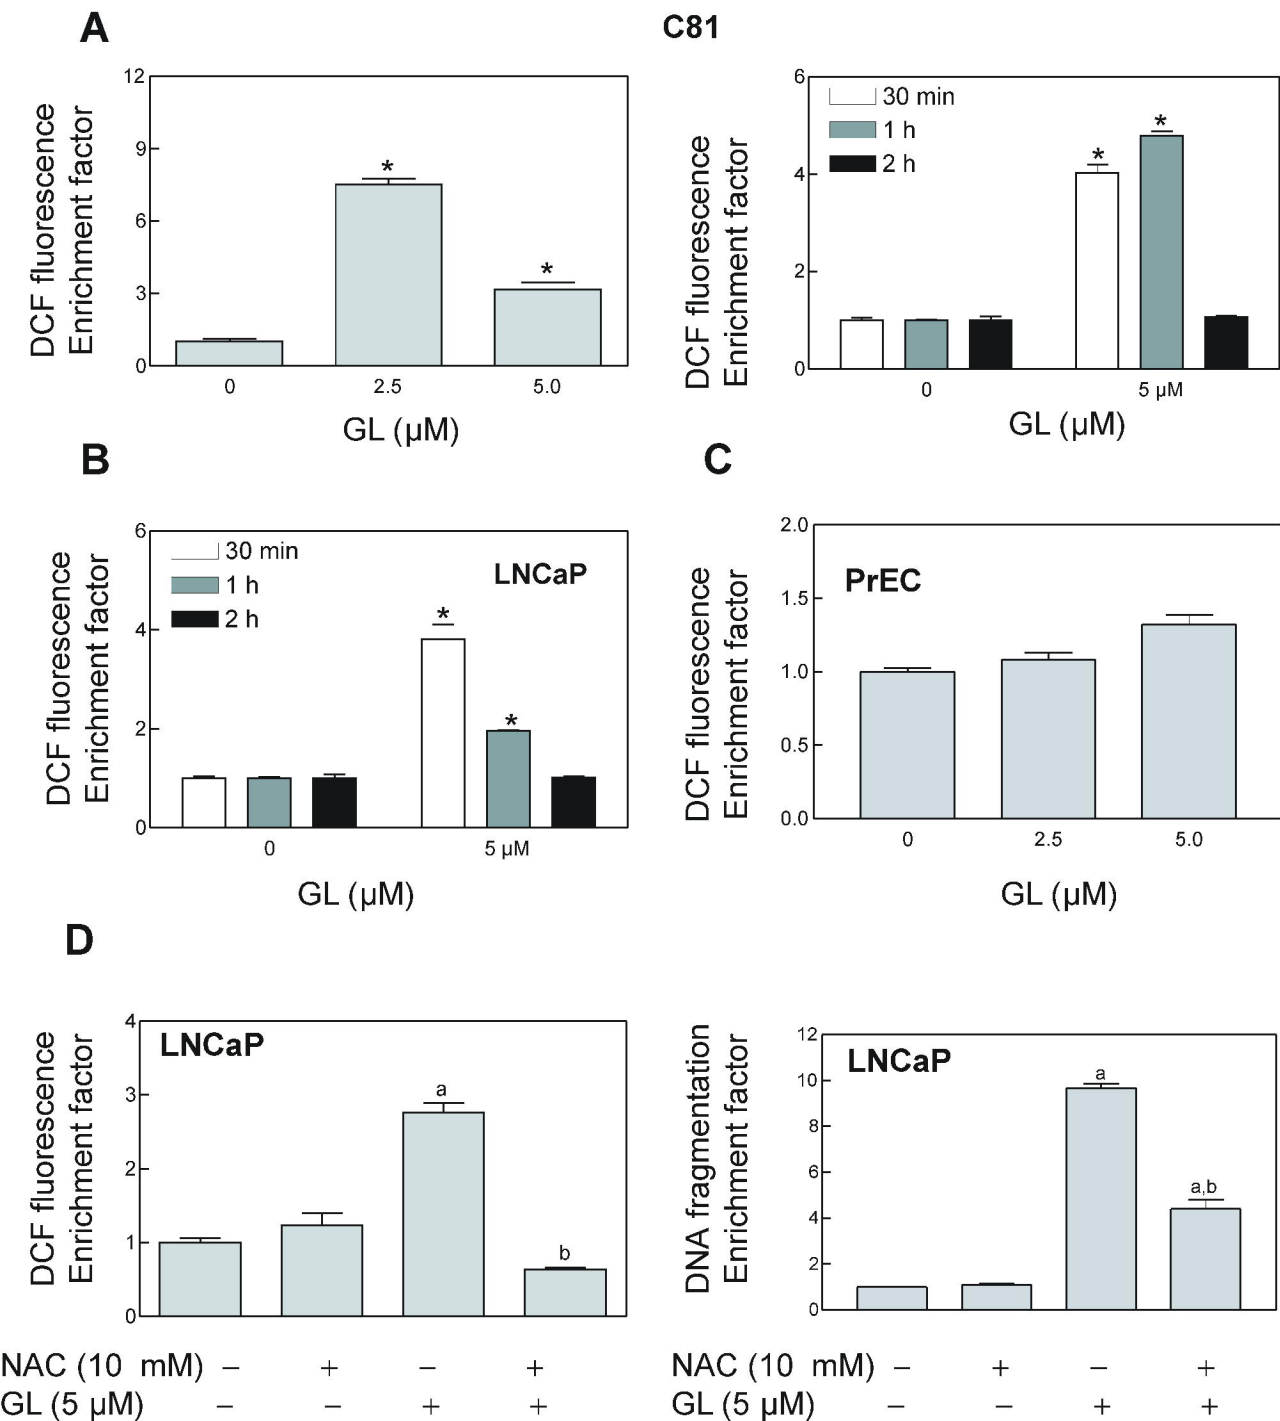 A
C81
DCF fluorescence
Enrichment factor
12
9
6
3
0
*
*
0 2.5 5.0
GL (µM)
DCF fluorescence
Enrichment factor
6
4
2
0
30 min
1 h
2 h
*
*
0 5 µM
GL (µM)
B
DCF fluorescence
Enrichment factor
6
4
2
0
30 min
1 h
2 h
LNCaP
*
*
0 5 µM
GL (µM)
C
DCF fluorescence
Enrichment factor
2.0
1.5
1.0
0.5
0.0
PrEC
0 2.5 5.0
GL (µM)
D
DCF fluorescence
Enrichment factor
4
3
2
1
0
LNCaP
a
b
NAC (10 mM) – + – +
GL (5 µM) – – + +
DNA fragmentation
Enrichment factor
12
10
8
6
4
2
0
LNCaP
a
a,b
NAC (10 mM) – + – +
GL (5 µM) – – + +